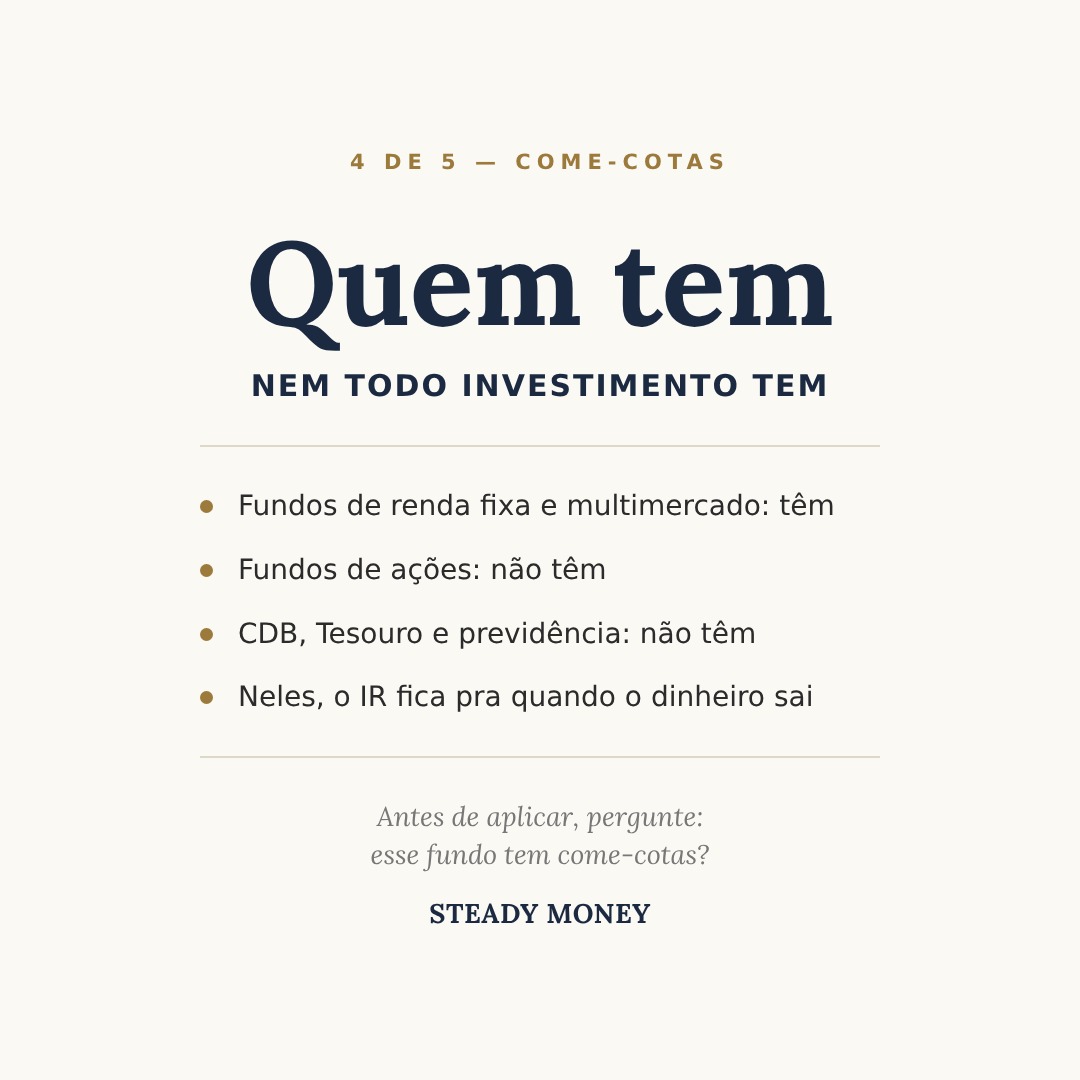 4 DE 5 — COME-COTAS
Quem tem
NEM TODO INVESTIMENTO TEM
Fundos de renda fixa e multimercado: têm
Fundos de ações: não têm
CDB, Tesouro e previdência: não têm
Neles, o IR fica pra quando o dinheiro sai
Antes de aplicar, pergunte:
esse fundo tem come-cotas?
STEADY MONEY